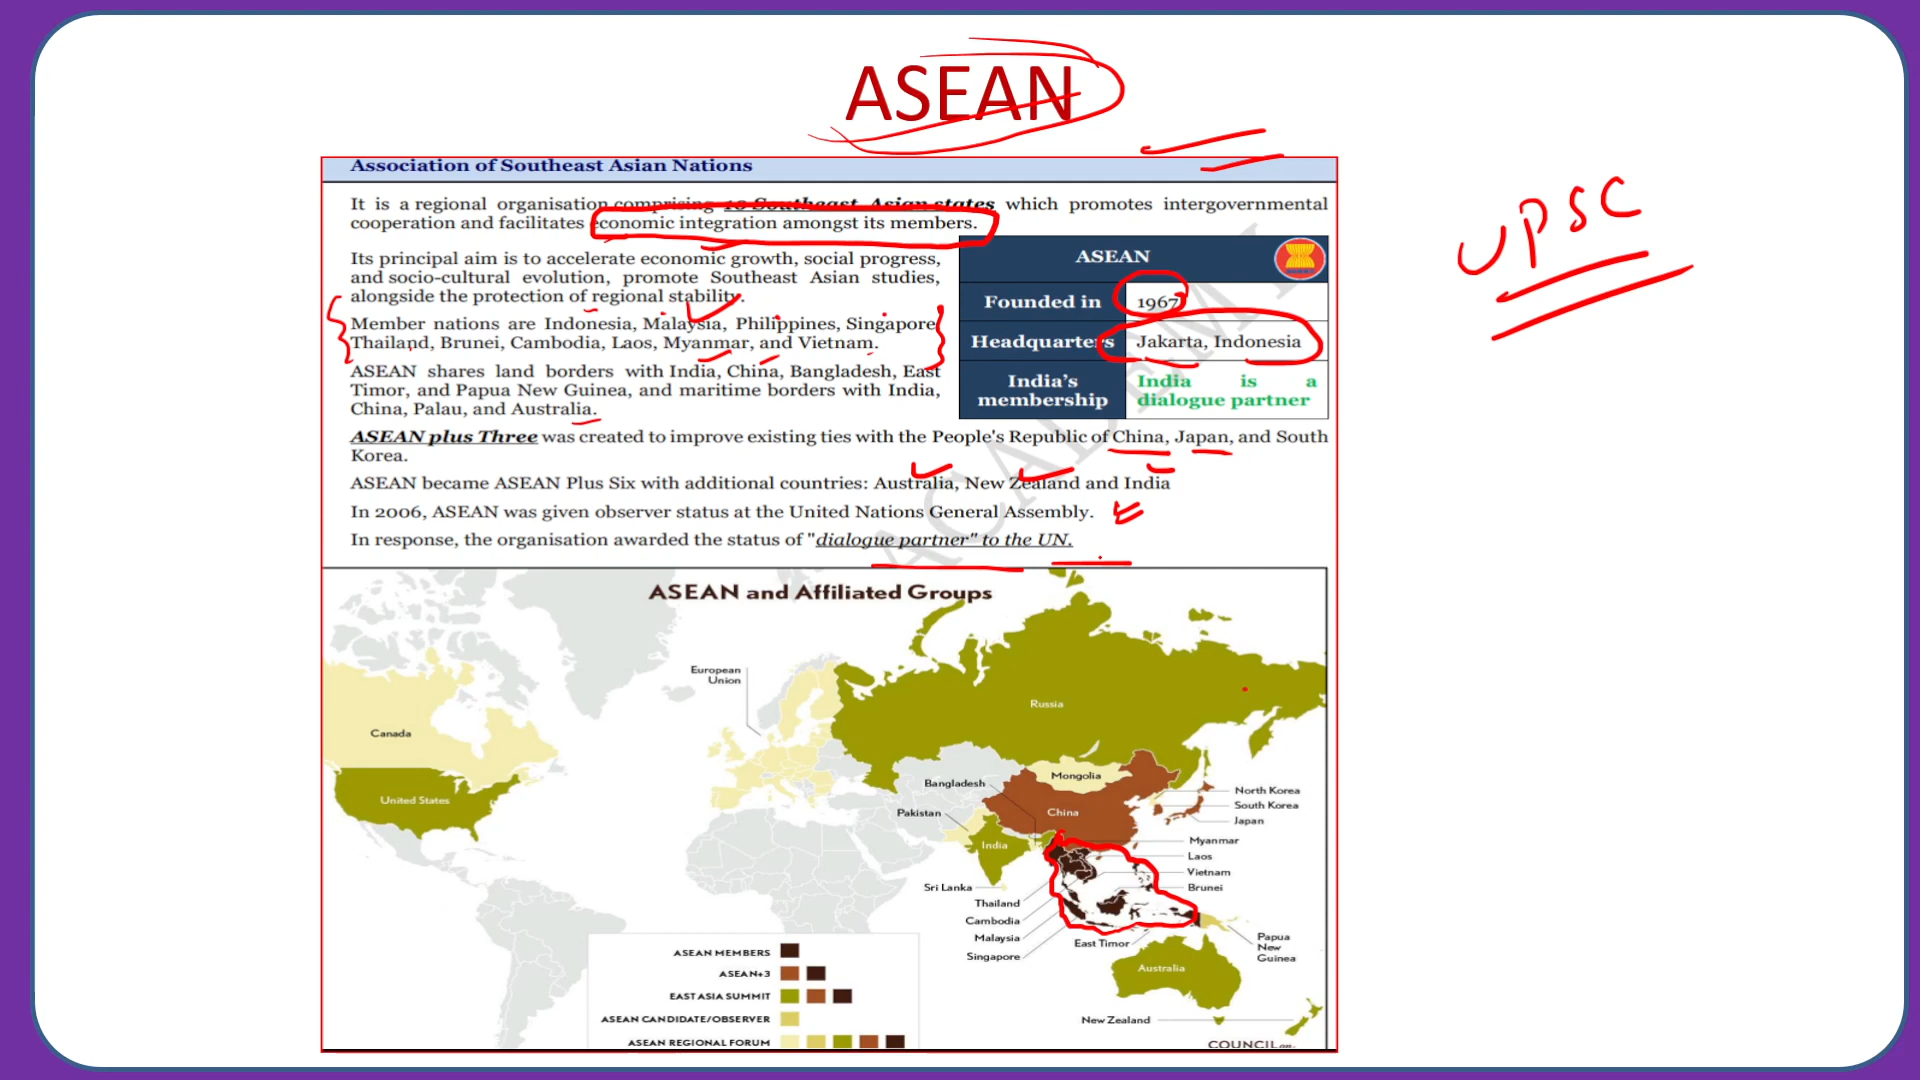 ASEAN
UPSC
Association of Southeast Asian Nations
It is a regional organisation comprising 10 Southeast Asian states which promotes intergovernmental
cooperation and facilitates economic integration amongst its members.
Its principal aim is to accelerate economic growth, social progress,
and socio-cultural evolution, promote Southeast Asian studies,
alongside the protection of regional stability.
Member nations are Indonesia, Malaysia, Philippines, Singapore
Thailand, Brunei, Cambodia, Laos, Myanmar, and Vietnam.
ASEAN shares land borders with India, China, Bangladesh, East
Timor, and Papua New Guinea, and maritime borders with India,
China, Palau, and Australia.
ASEAN
Founded in 1967
Headquarters Jakarta, Indonesia
India's membership India is a dialogue partner
ASEAN plus Three was created to improve existing ties with the People's Republic of China, Japan, and South
Korea.
ASEAN became ASEAN Plus Six with additional countries: Australia, New Zealand and India
In 2006, ASEAN was given observer status at the United Nations General Assembly.
In response, the organisation awarded the status of "dialogue partner" to the UN.
ACADEMY
ASEAN and Affiliated Groups
European
Union
Russia
Canada
United States
Mongolia
Bangladesh
Pakistan
China
India
North Korea
South Korea
Japan
Myanmar
Laos
Vietnam
Brunei
Sri Lanka
Thailand
Cambodia
Malaysia
Singapore
East Timor
Papua
New
Guinea
Australia
New Zealand
ASEAN MEMBERS
ASEAN+3
EAST ASIA SUMMIT
ASEAN CANDIDATE/OBSERVER
ASEAN REGIONAL FORUM
COUNCIL on